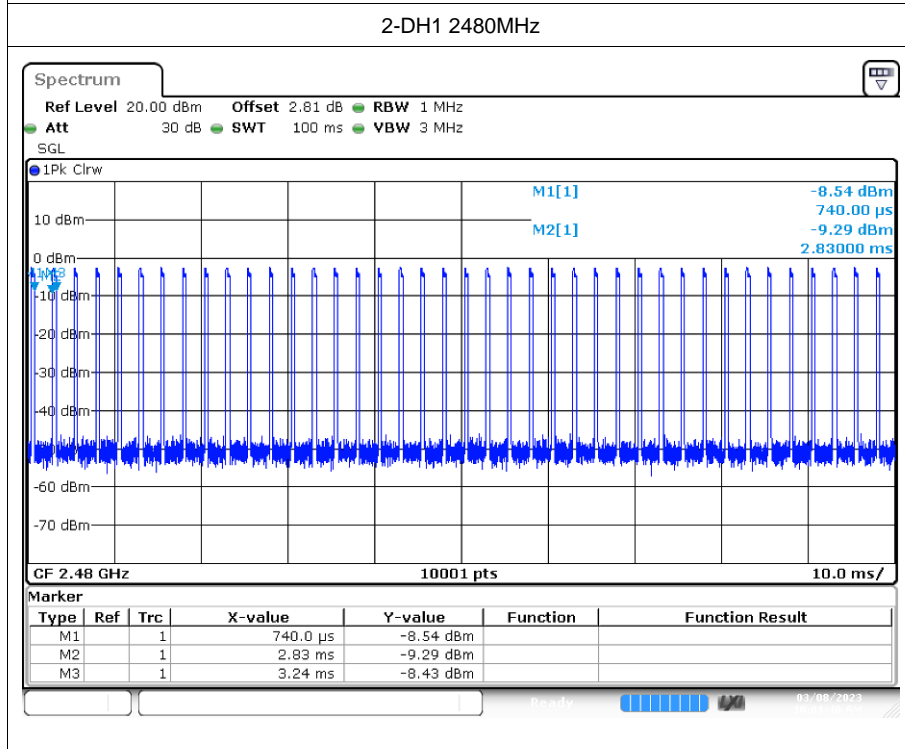 2-DH1 2480MHz
Spectrum
Ref Level 20.00 dBm Offset 2.81 dB RBW 1 MHz
Att 30 dB SWT 100 ms VBW 3 MHz
SGL
1Pk Clrw
M1[1] -8.54 dBm
740.00 µs
M2[1] -9.29 dBm
2.83000 ms
10 dBm
0 dBm
-10 dBm
-20 dBm
-30 dBm
-40 dBm
-60 dBm
-70 dBm
CF 2.48 GHz 10001 pts 10.0 ms/
Marker
Type Ref Trc X-value Y-value Function Function Result
M1 1 740.0 µs -8.54 dBm
M2 1 2.83 ms -9.29 dBm
M3 1 3.24 ms -8.43 dBm
Ready 03/08/2023